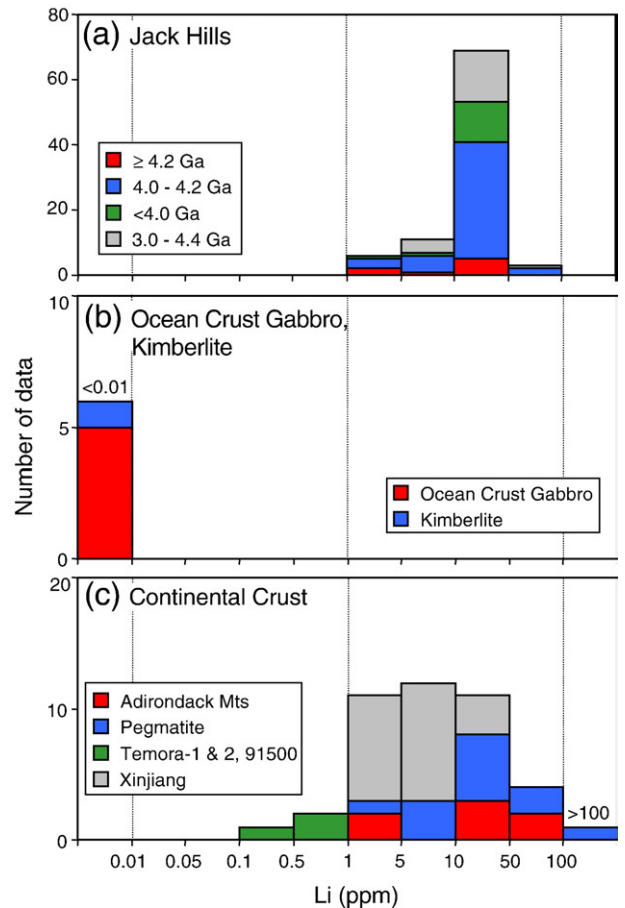 (a) Jack Hills
80
60
40
20
0
≥ 4.2 Ga
4.0 - 4.2 Ga
<4.0 Ga
3.0 - 4.4 Ga
(b) Ocean Crust Gabbro,
Kimberlite
10
5
0
<0.01
Number of data
Ocean Crust Gabbro
Kimberlite
(c) Continental Crust
20
10
0
Adirondack Mts
Pegmatite
Temora-1 & 2, 91500
Xinjiang
>100
0.01 0.05 0.1 0.5 1 5 10 50 100
Li (ppm)